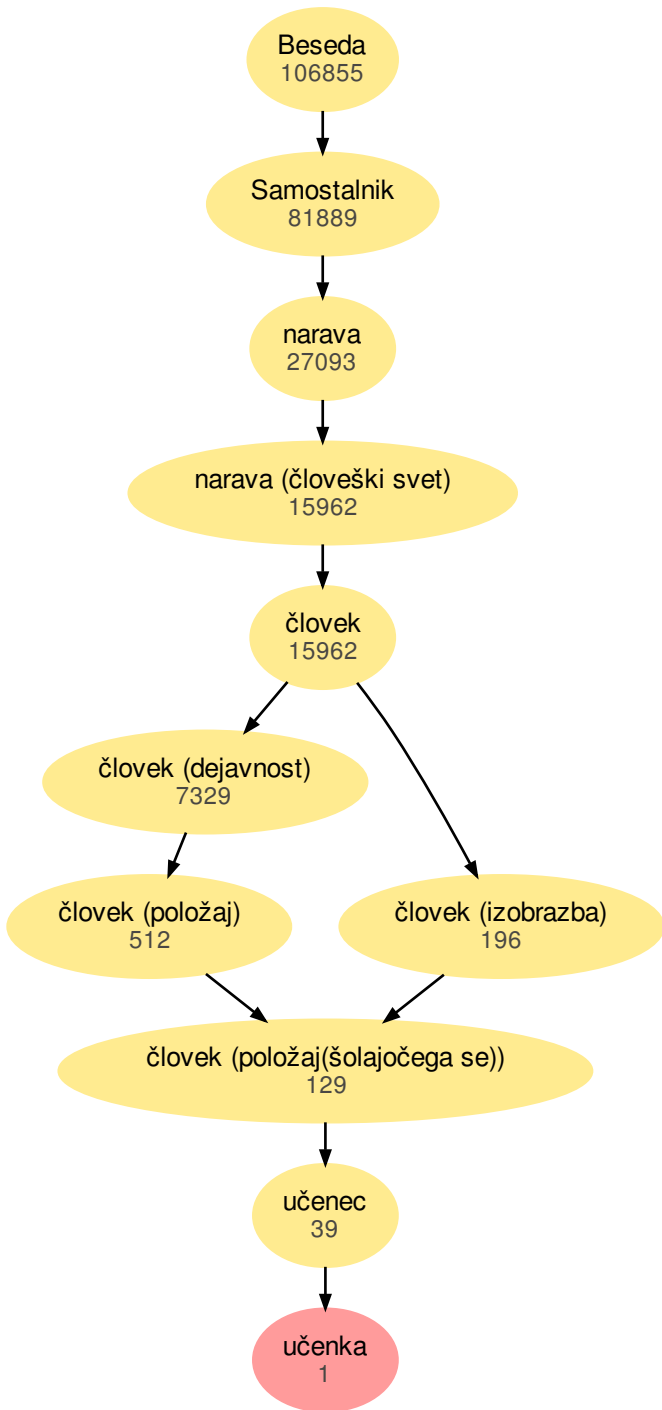 Beseda
106855
Samostalnik
81889
narava
27093
narava (človeški svet)
15962
človek
15962
človek (dejavnost)
7329
človek (položaj)
512
človek (izobrazba)
196
človek (položaj(šolajočega se))
129
učenec
39
učenka
1